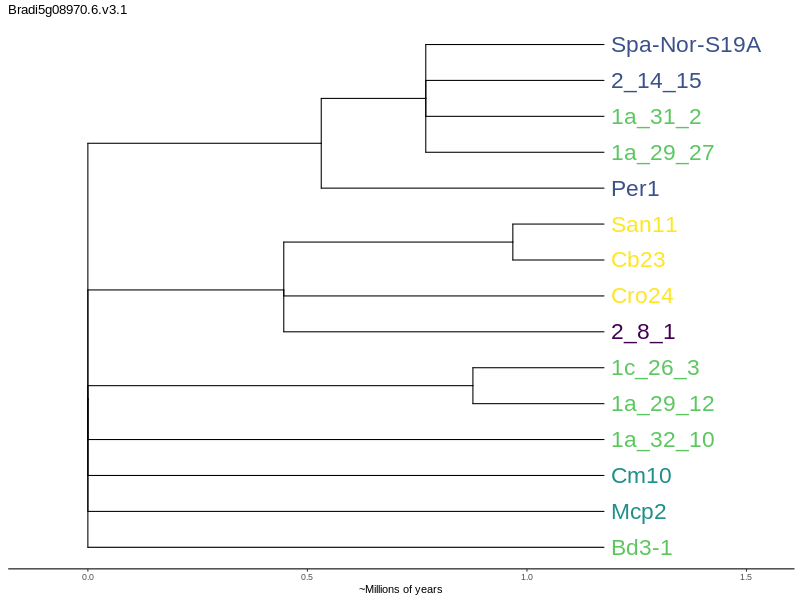 Bradi5g08970.6.v3.1
Spa-Nor-S19A
2_14_15
1a_31_2
1a_29_27
Per1
San11
Cb23
Cro24
2_8_1
1c_26_3
1a_29_12
1a_32_10
Cm10
Mcp2
Bd3-1
0.0 0.5 1.0 1.5
~Millions of years